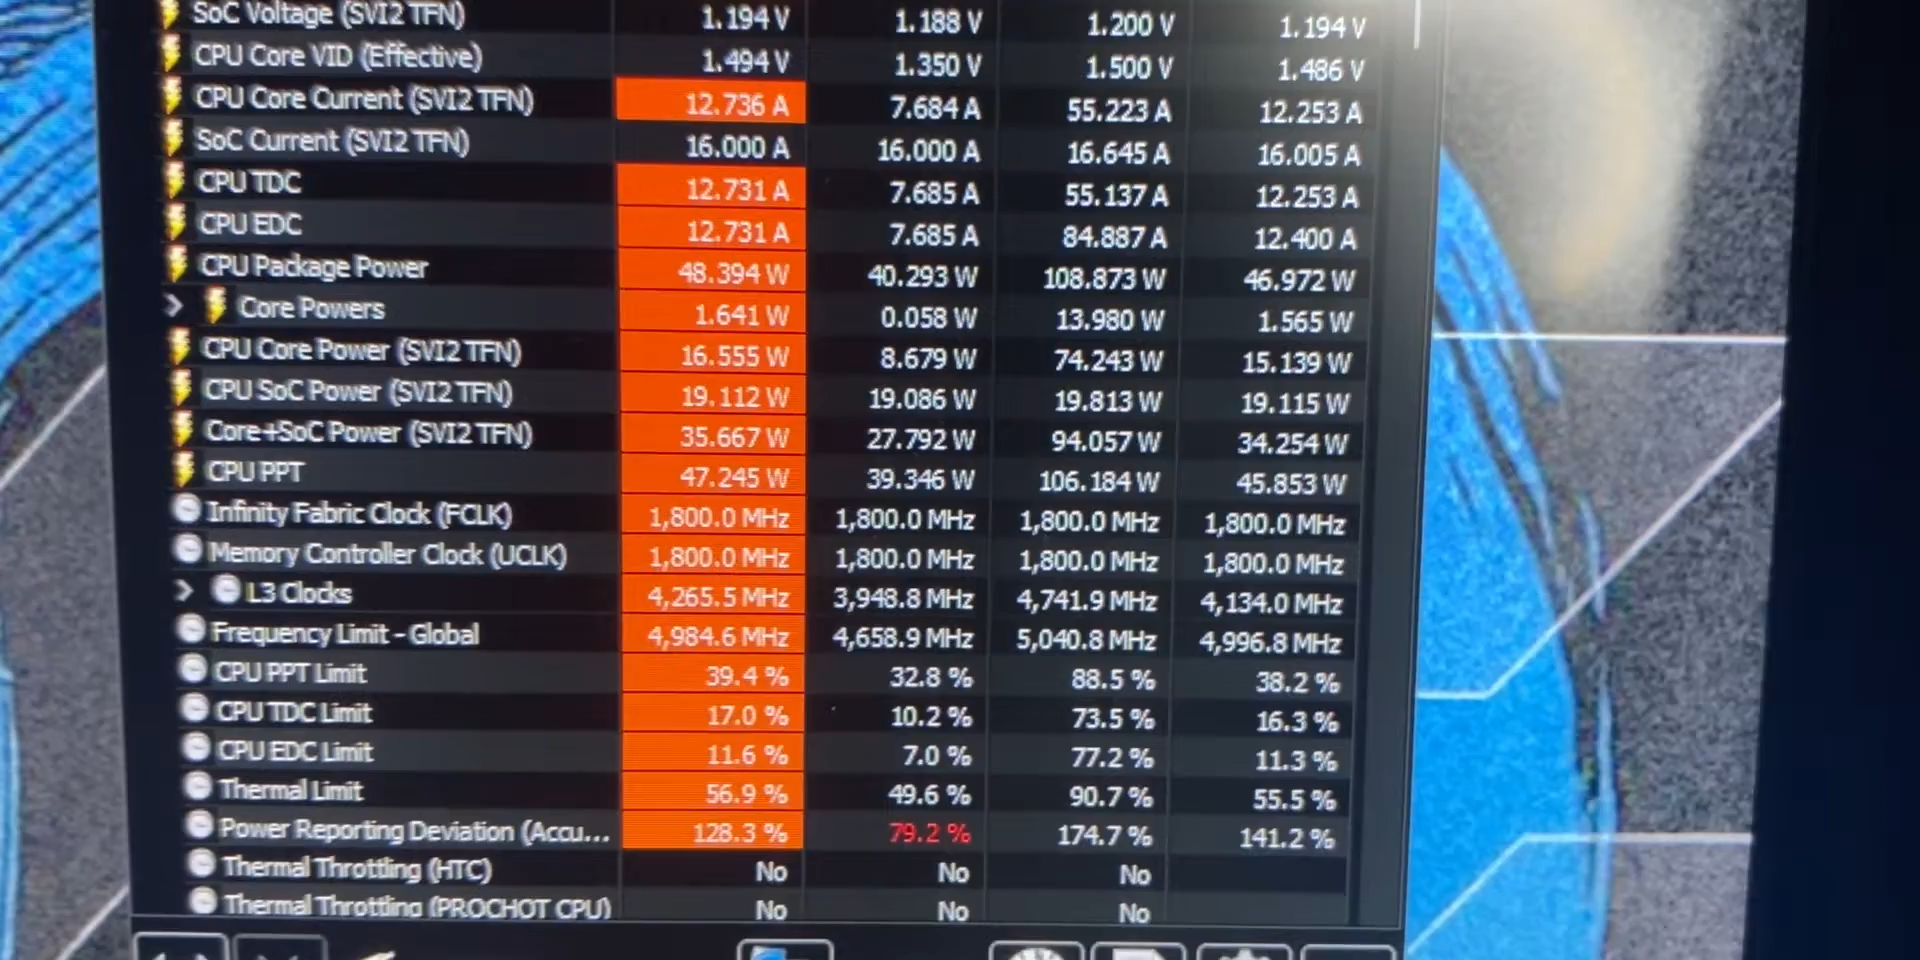 SoC Voltage (SVI2 TFN) 1.194 V 1.188 V 1.200 V 1.194 V
CPU Core VID (Effective) 1.494 V 1.350 V 1.500 V 1.486 V
CPU Core Current (SVI2 TFN) 12.736 A 7.684 A 55.223 A 12.253 A
SoC Current (SVI2 TFN) 16.000 A 16.000 A 16.645 A 16.005 A
CPU TDC 12.731 A 7.685 A 55.137 A 12.253 A
CPU EDC 12.731 A 7.685 A 84.887 A 12.400 A
CPU Package Power 48.394 W 40.293 W 108.873 W 46.972 W
Core Powers 1.641 W 0.058 W 13.980 W 1.565 W
CPU Core Power (SVI2 TFN) 16.555 W 8.679 W 74.243 W 15.139 W
CPU SoC Power (SVI2 TFN) 19.112 W 19.086 W 19.813 W 19.115 W
Core+SoC Power (SVI2 TFN) 35.667 W 27.792 W 94.057 W 34.254 W
CPU PPT 47.245 W 39.346 W 106.184 W 45.853 W
Infinity Fabric Clock (FCLK) 1,800.0 MHz 1,800.0 MHz 1,800.0 MHz 1,800.0 MHz
Memory Controller Clock (UCLK) 1,800.0 MHz 1,800.0 MHz 1,800.0 MHz 1,800.0 MHz
L3 Clocks 4,265.5 MHz 3,948.8 MHz 4,741.9 MHz 4,134.0 MHz
Frequency Limit - Global 4,984.6 MHz 4,658.9 MHz 5,040.8 MHz 4,996.8 MHz
CPU PPT Limit 39.4 % 32.8 % 88.5 % 38.2 %
CPU TDC Limit 17.0 % 10.2 % 73.5 % 16.3 %
CPU EDC Limit 11.6 % 7.0 % 77.2 % 11.3 %
Thermal Limit 56.9 % 49.6 % 90.7 % 55.5 %
Power Reporting Deviation (Accu... 128.3 % 79.2 % 174.7 % 141.2 %
Thermal Throttling (HTC) No No No
Thermal Throttling (PROCHOT CPU) No No No